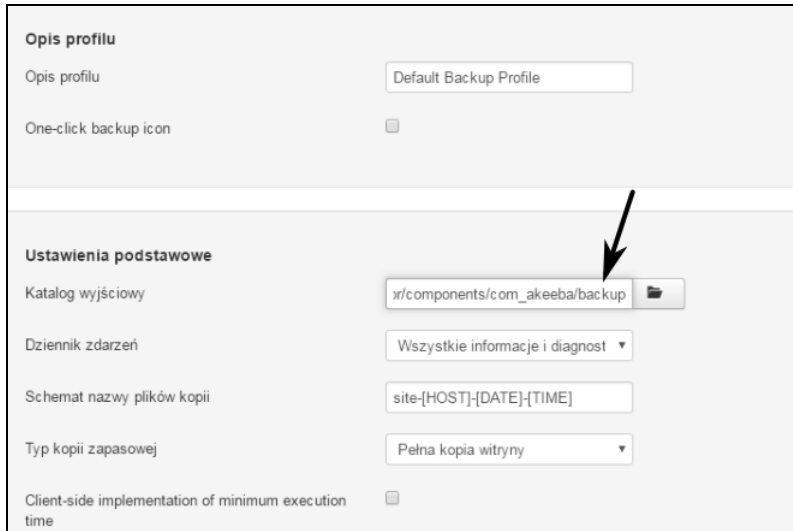 Opis profilu
Opis profilu
Default Backup Profile
One-click backup icon
Ustawienia podstawowe
Katalog wyjściowy
or/components/com_akeeba/backup
Dziennik zdarzeń
Wszystkie informacje i diagnost
Schemat nazwy plików kopii
site-[HOST]-[DATE]-[TIME]
Typ kopii zapasowej
Pełna kopia witryny
Client-side implementation of minimum execution
time